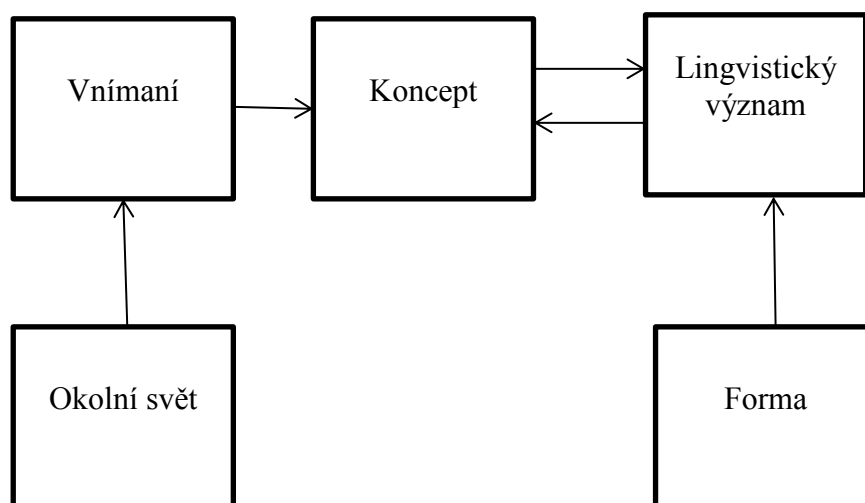 Vnímaní
Koncept
Lingvistický
význam
Okolní svět
Forma